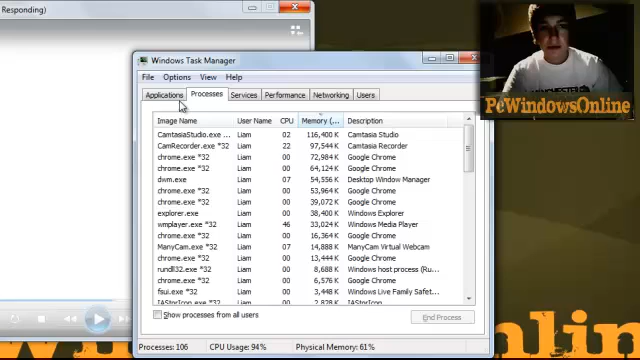 Responding)
Windows Task Manager
File Options View Help
Applications Processes Services Performance Networking Users
Image Name User Name CPU Memory (... Description
CamtasiaStudio.exe ... Liam 02 116,400 K Camtasia Studio
CamRecorder.exe *32 Liam 22 97,544 K Camtasia Recorder
chrome.exe *32 Liam 00 72,984 K Google Chrome
chrome.exe *32 Liam 00 64,124 K Google Chrome
dwm.exe Liam 07 54,556 K Desktop Window Manager
chrome.exe *32 Liam 00 53,964 K Google Chrome
chrome.exe *32 Liam 00 39,072 K Google Chrome
explorer.exe Liam 00 38,400 K Windows Explorer
wmplayer.exe *32 Liam 46 33,024 K Windows Media Player
chrome.exe *32 Liam 00 16,364 K Google Chrome
ManyCam.exe *32 Liam 07 14,888 K ManyCam Virtual Webcam
chrome.exe *32 Liam 00 13,444 K Google Chrome
rundll32.exe *32 Liam 00 8,688 K Windows host process (Ru...
chrome.exe *32 Liam 00 6,576 K Google Chrome
fsui.exe Liam 00 3,448 K Windows Live Family Safet...
IAStorIcon.exe *32 Liam 00 2,828 K IAStorIcon
Show processes from all users
End Process
Processes: 106 CPU Usage: 94% Physical Memory: 61%
PcWindowsOnline